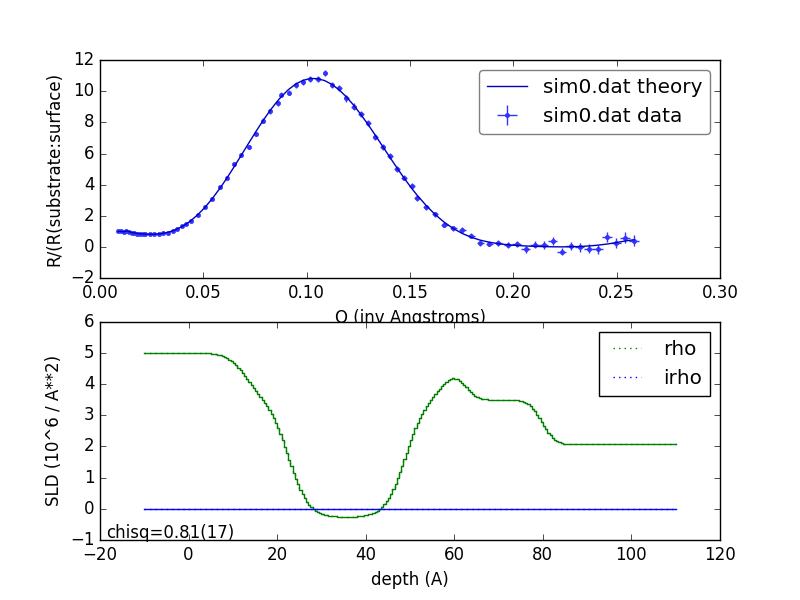 12
10
8
6
4
2
0
−2
R/(R(substrate:surface)
sim0.dat theory
sim0.dat data
0.00 0.05 0.10 0.15 0.20 0.25 0.30
Q (inv Angstroms)
6
5
4
3
2
1
0
−1
SLD (10^6 / A**2)
rho
irho
chisq=0.81(17)
−20 0 20 40 60 80 100 120
depth (A)